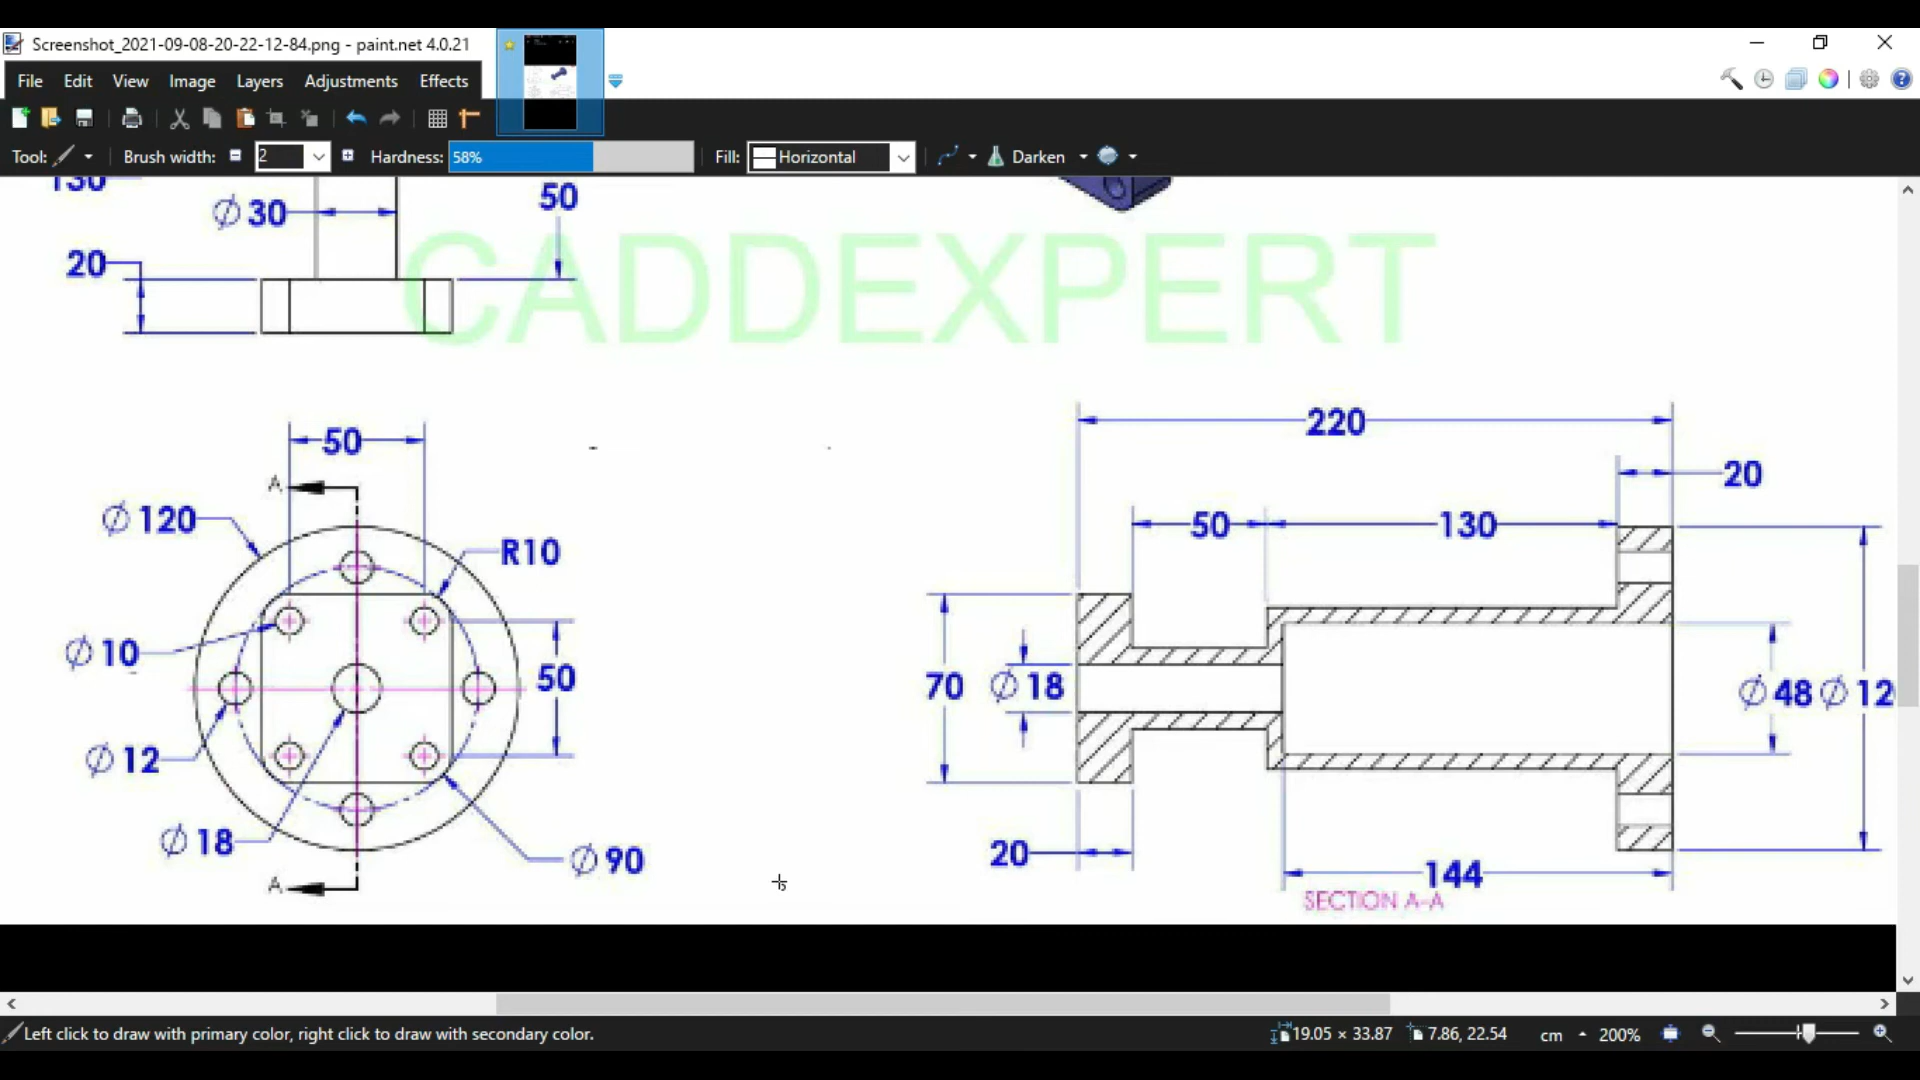 Screenshot_2021-09-08-20-22-12-84.png - paint.net 4.0.21
File Edit View Image Layers Adjustments Effects
Tool: Brush width: 2 Hardness: 58% Fill: Horizontal Darken
130
50
Ø 30
20
CADDEXPERT
220
50
20
A
Ø 120
50
130
R10
Ø 10
50
70
Ø 18
Ø 48
Ø 12
Ø 12
Ø 18
20
Ø 90
144
A
SECTION A-A
Left click to draw with primary color, right click to draw with secondary color.
19.05 × 33.87
7.86, 22.54
cm
200%